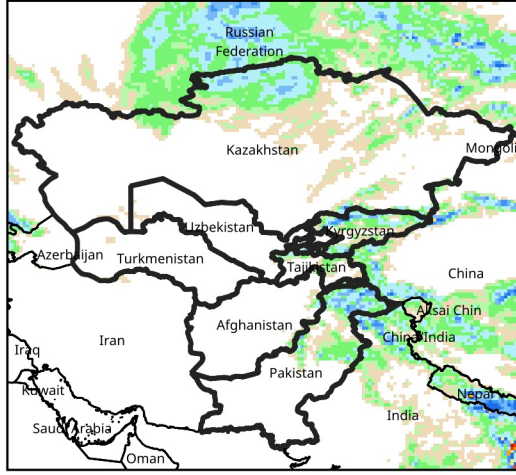 Russian
Federation
Kazakhstan
Mongoli
Uzbekistan
Kyrgyzstan
Azerbaijan
Turkmenistan
Tajikistan
China
Aksai Chin
Afghanistan
China/India
Iran
Iraq
Pakistan
Kuwait
Nepal
India
Saudi Arabia
Oman